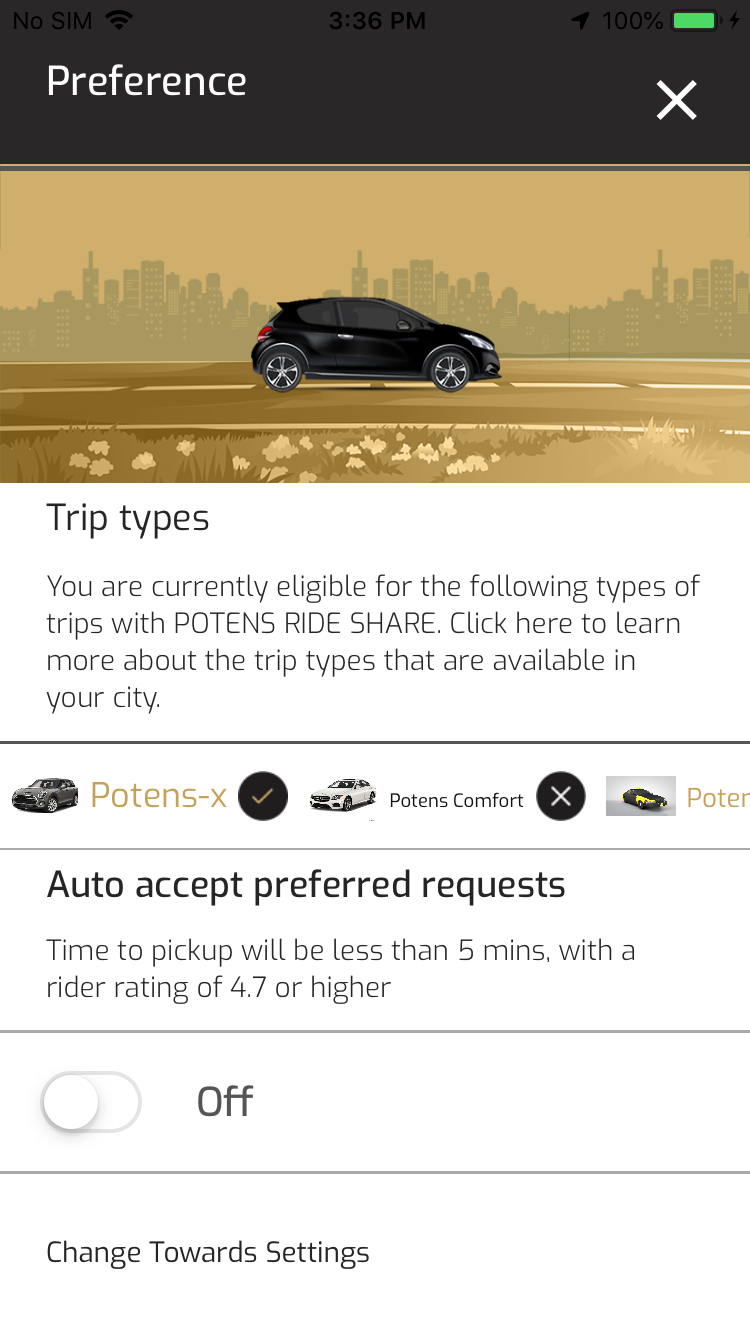 No SIM 3:36 PM 100%
Preference
Trip types
You are currently eligible for the following types of
trips with POTENS RIDE SHARE. Click here to learn
more about the trip types that are available in
your city.
Potens-x Potens Comfort Poten
Auto accept preferred requests
Time to pickup will be less than 5 mins, with a
rider rating of 4.7 or higher
Off
Change Towards Settings